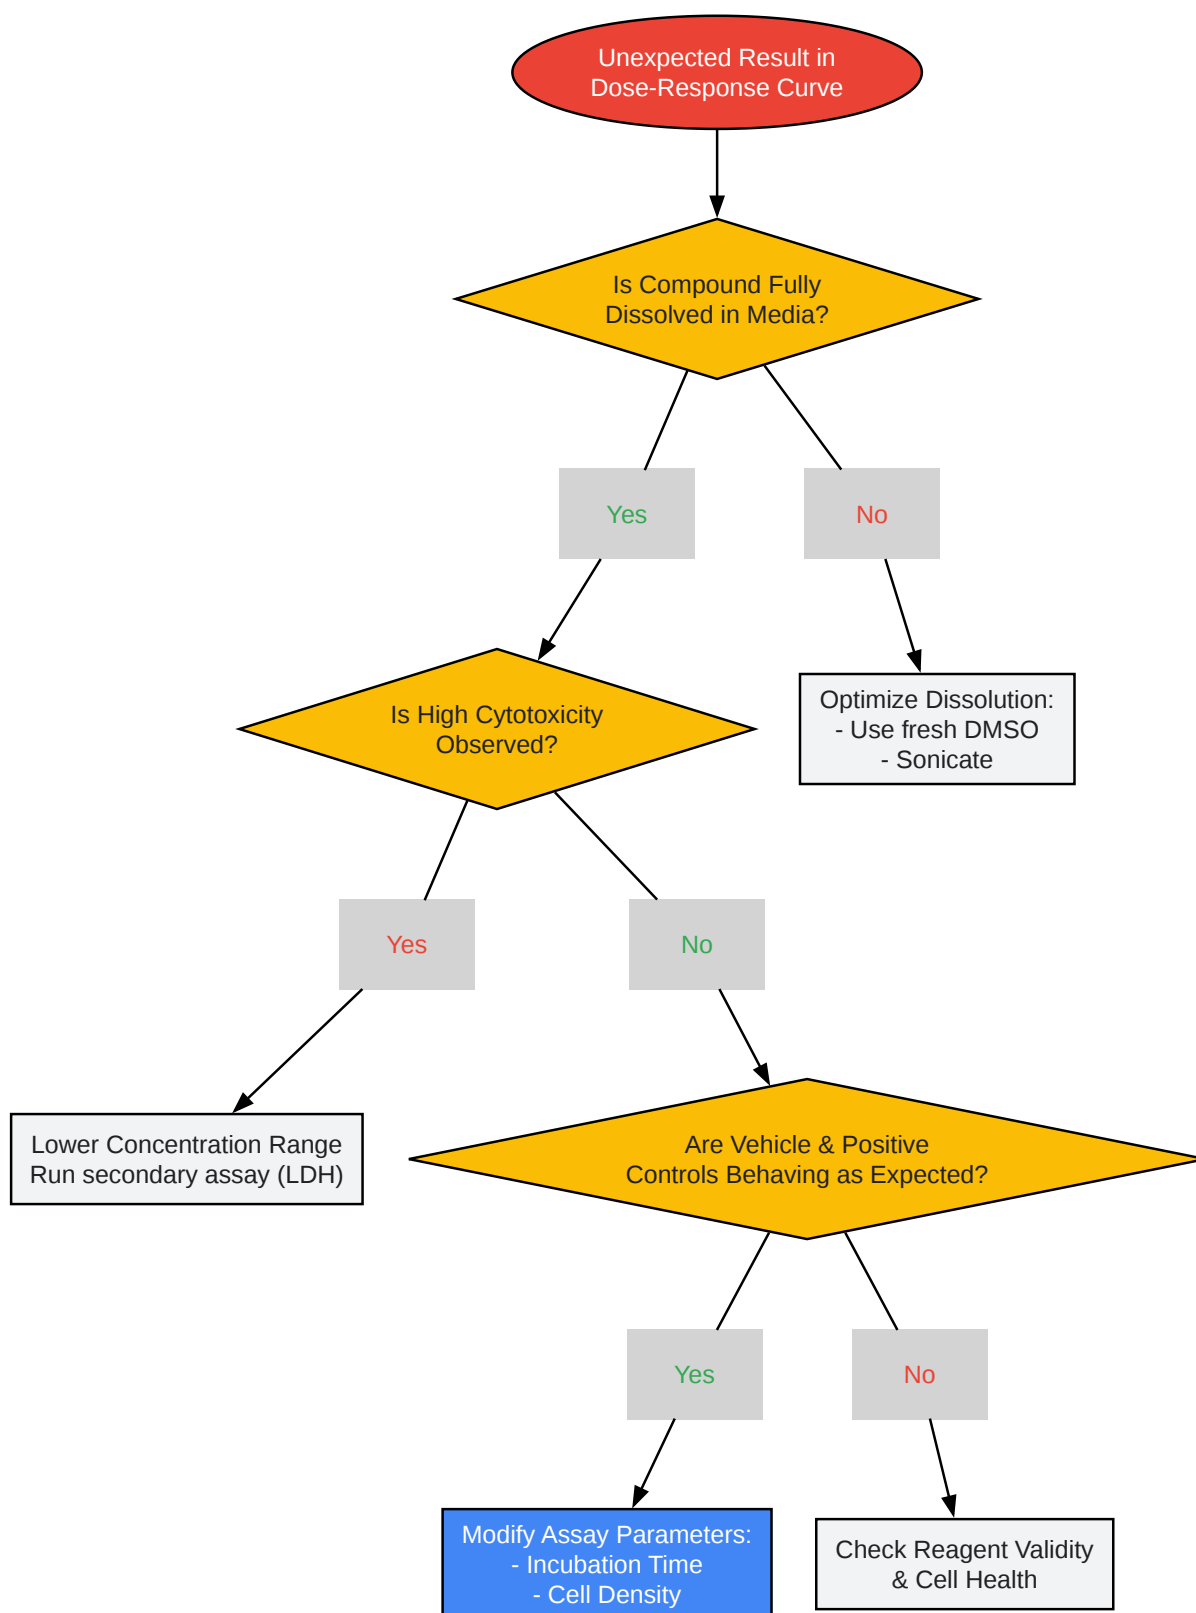 Unexpected Result in
Dose-Response Curve
Is Compound Fully
Dissolved in Media?
Yes
No
Is High Cytotoxicity
Observed?
Optimize Dissolution:
- Use fresh DMSO
- Sonicate
Yes
No
Lower Concentration Range
Run secondary assay (LDH)
Are Vehicle & Positive
Controls Behaving as Expected?
Yes
No
Modify Assay Parameters:
- Incubation Time
- Cell Density
Check Reagent Validity
& Cell Health